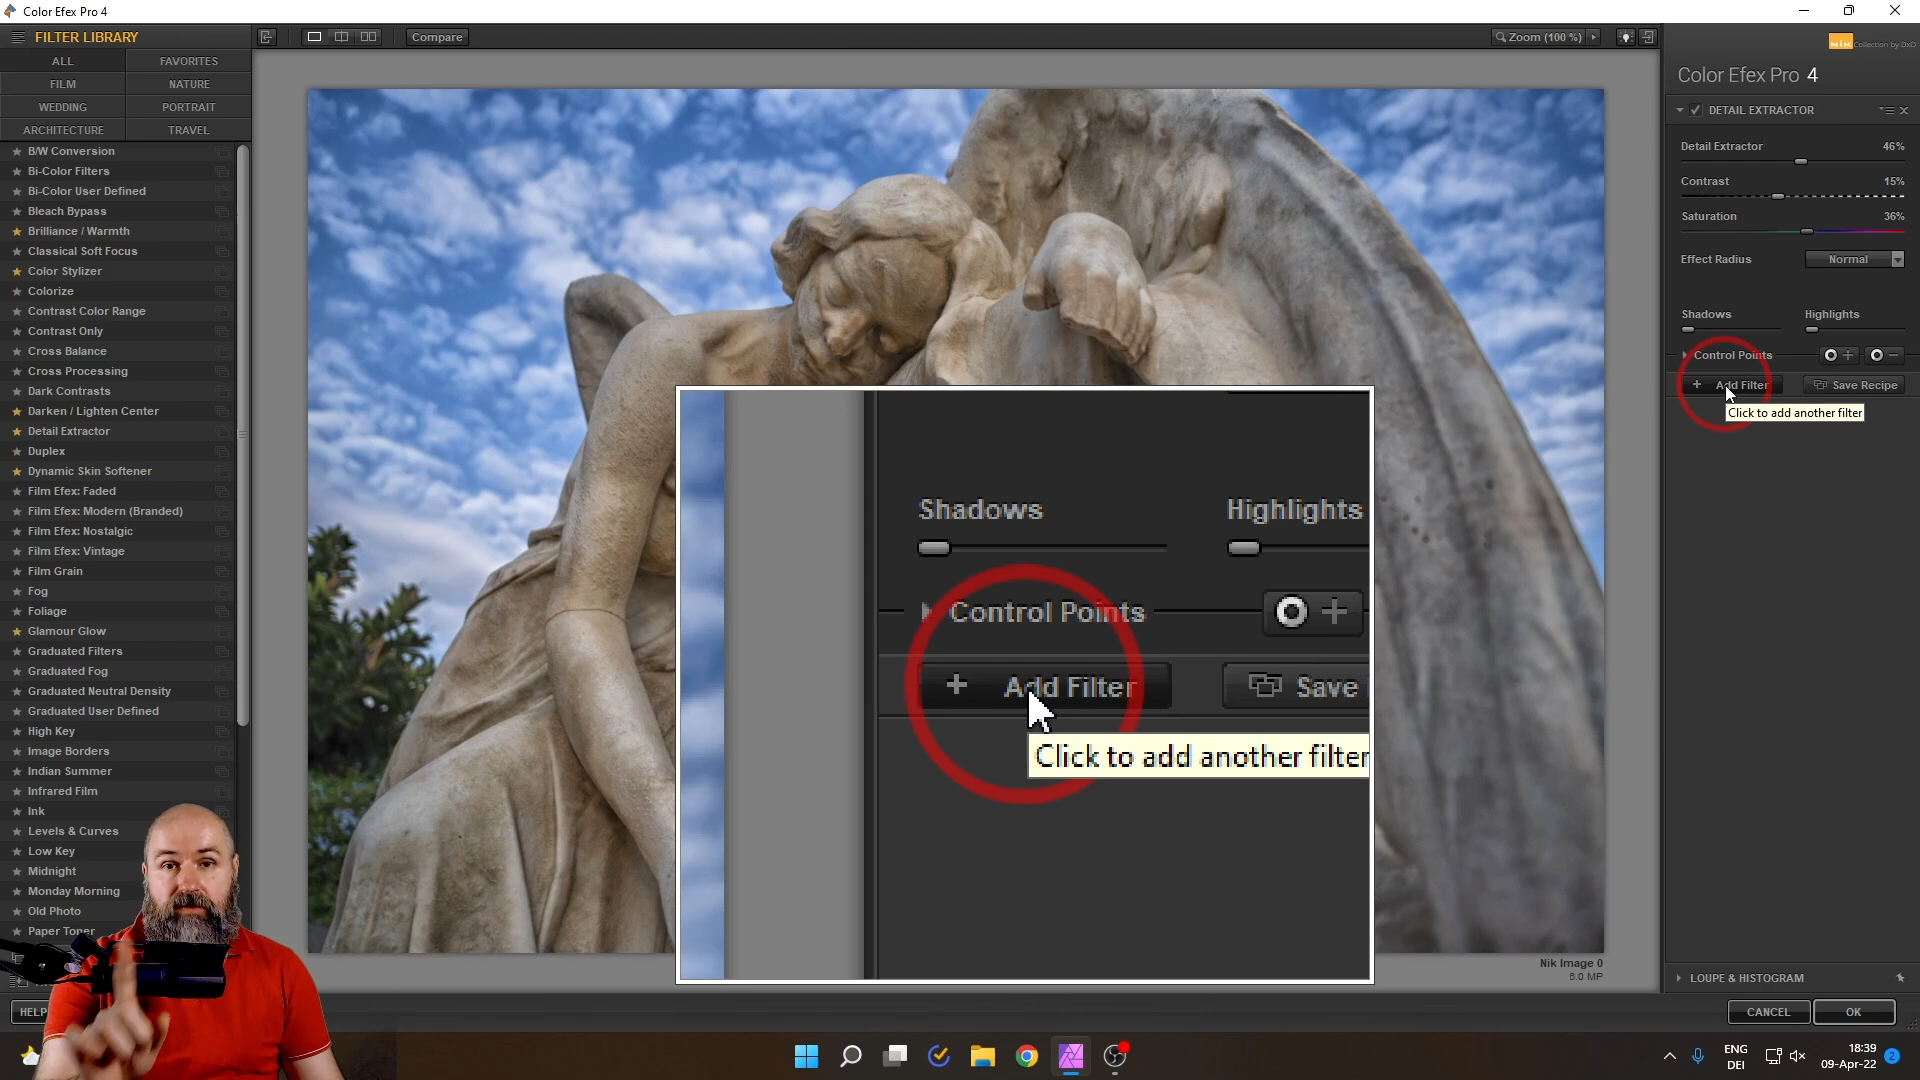 Color Efex Pro 4
FILTER LIBRARY
Compare
Zoom (100 %)
ALL
FAVORITES
FILM
NATURE
WEDDING
PORTRAIT
ARCHITECTURE
TRAVEL
B/W Conversion
Bi-Color Filters
Bi-Color User Defined
Bleach Bypass
Brilliance / Warmth
Classical Soft Focus
Color Stylizer
Colorize
Contrast Color Range
Contrast Only
Cross Balance
Cross Processing
Dark Contrasts
Darken / Lighten Center
Detail Extractor
Duplex
Dynamic Skin Softener
Film Efex: Faded
Film Efex: Modern (Branded)
Film Efex: Nostalgic
Film Efex: Vintage
Film Grain
Fog
Foliage
Glamour Glow
Graduated Filters
Graduated Fog
Graduated Neutral Density
Graduated User Defined
High Key
Image Borders
Indian Summer
Infrared Film
Ink
Levels & Curves
Low Key
Midnight
Monday Morning
Old Photo
Paper Toner
HELP
Shadows
Highlights
Control Points
Add Filter
Save
Click to add another filter
Nik Image 0
6.0 MP
Nik Collection by DxO
Color Efex Pro 4
DETAIL EXTRACTOR
Detail Extractor 46%
Contrast 15%
Saturation 36%
Effect Radius Normal
Shadows
Highlights
Control Points
Add Filter
Save Recipe
Click to add another filter
LOUPE & HISTOGRAM
CANCEL
OK
ENG
DEI
18:39
09-Apr-22
2